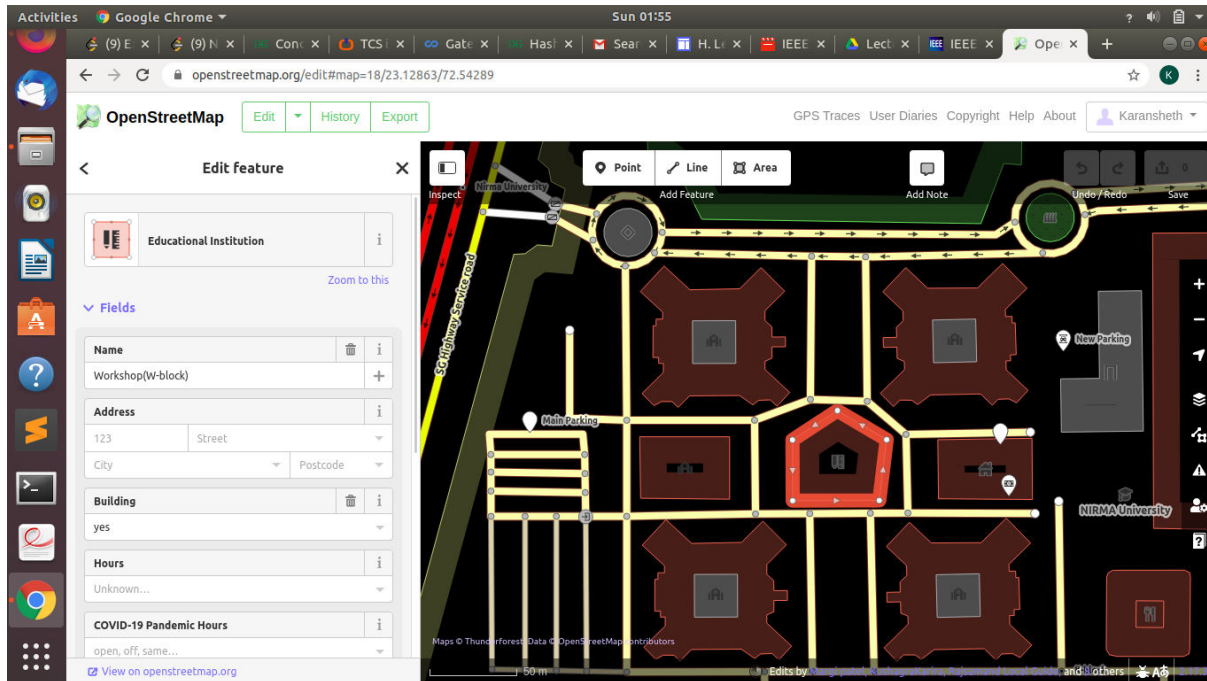 Activities Google Chrome Sun 01:55 ?
(9) E × (9) N × Conc × TCS i × Gate × Hasl × Sear × H. Le × IEEE × Lect × IEEE × Ope × +
openstreetmap.org/edit#map=18/23.12863/72.54289 K
OpenStreetMap Edit History Export GPS Traces User Diaries Copyright Help About Karansheth
Edit feature
Inspect
Point Line Area
Add Feature
Add Note
Undo / Redo
0
Save
Nirma University
Educational Institution i
Zoom to this
Fields
Name i
Workshop(W-block) +
Address i
123 Street
City Postcode
Building i
yes
Hours i
Unknown...
COVID-19 Pandemic Hours i
open, off, same...
View on openstreetmap.org
SG Highway Service road
New Parking
Main Parking
NIRMA University
Maps © Thunderforest, Data © OpenStreetMap contributors
50 m
Edits by and others